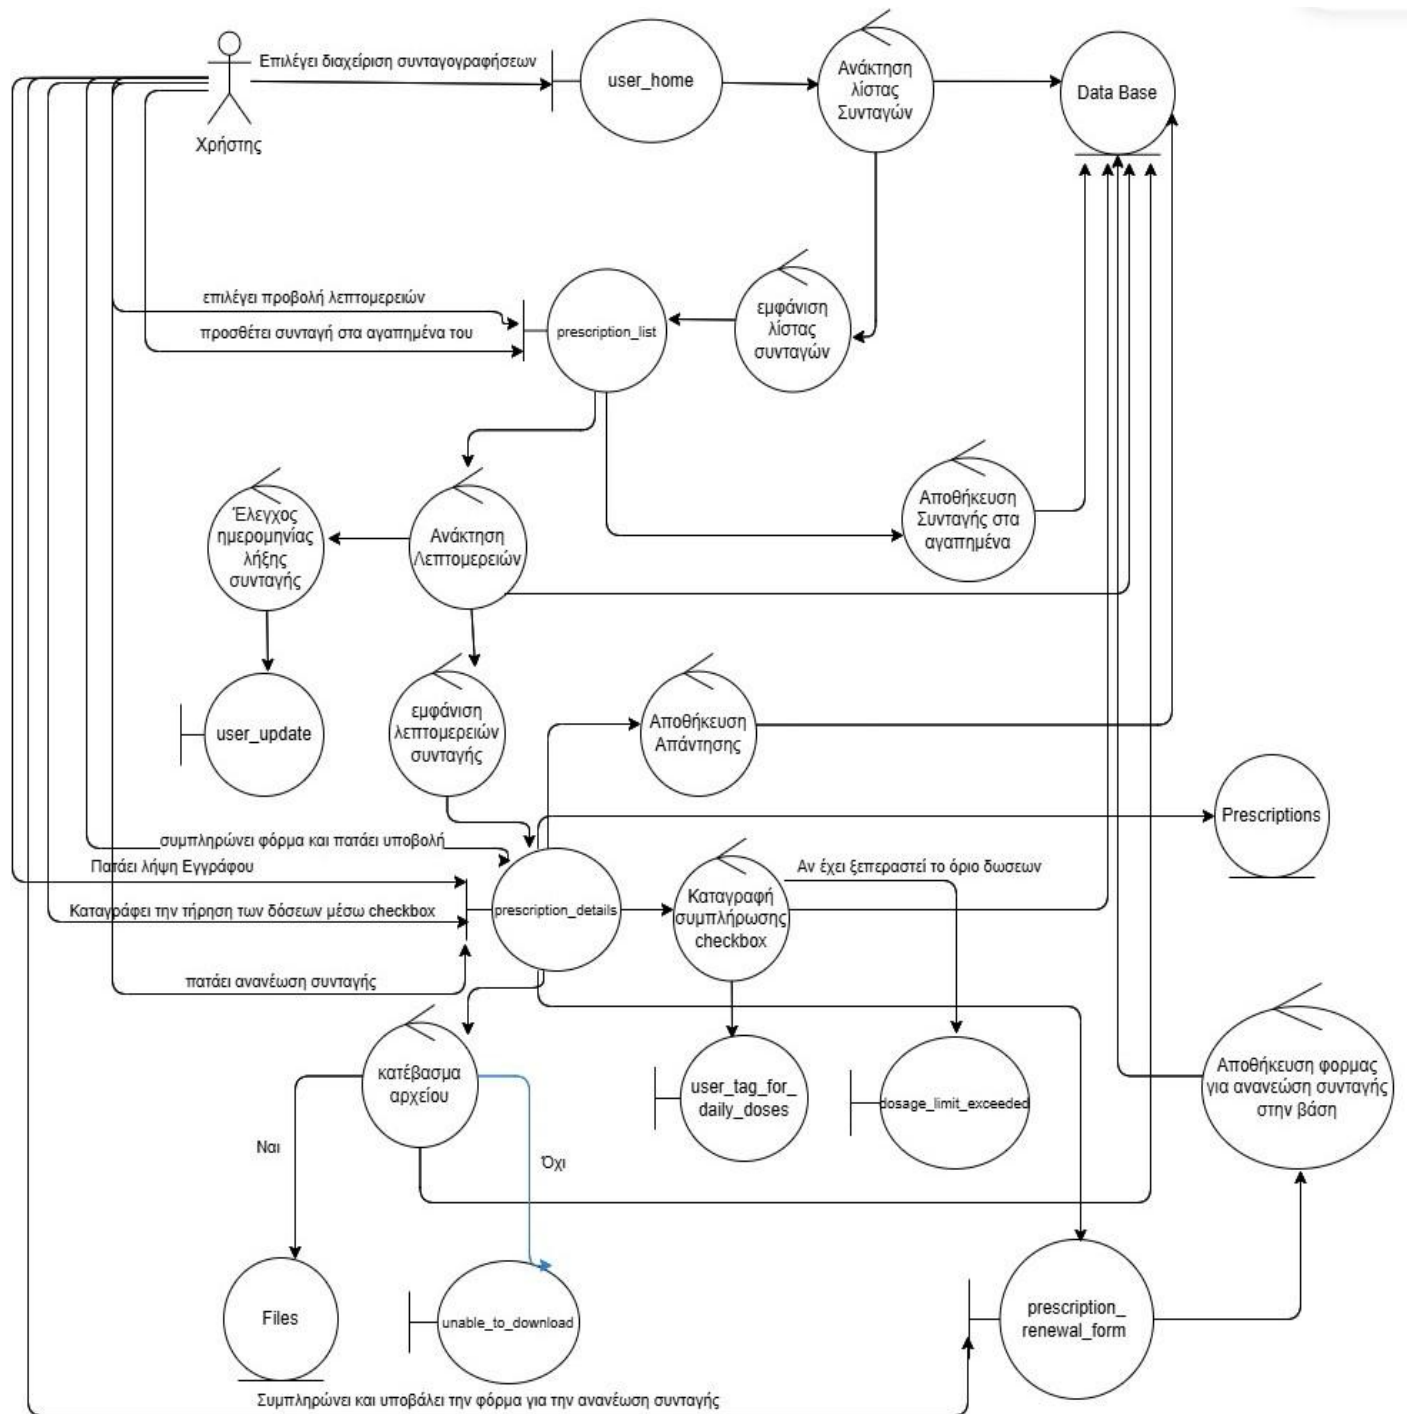 Επιλέγει διαχείριση συνταγογραφήσεων
Χρήστης
user_home
Ανάκτηση
λίστας
Συνταγών
Data Base
επιλέγει προβολή λεπτομερειών
προσθέτει συνταγή στα αγαπημένα του
prescription_list
εμφάνιση
λίστας
συνταγών
Έλεγχος
ημερομηνίας
λήξης
συνταγής
Ανάκτηση
Λεπτομερειών
Αποθήκευση
Συνταγής στα
αγαπημένα
user_update
εμφάνιση
λεπτομερειών
συνταγής
Αποθήκευση
Απάντησης
Prescriptions
συμπληρώνει φόρμα και πατάει υποβολή
Πατάει λήψη Εγγράφου
Καταγράφει την τήρηση των δόσεων μέσω checkbox
πατάει ανανέωση συνταγής
prescription_details
Καταγραφή
συμπλήρωσης
checkbox
Αν έχει ξεπεραστεί το όριο δωσεων
κατέβασμα
αρχείου
user_tag_for_
daily_doses
dosage_limit_exceeded
Αποθήκευση φορμας
για ανανεώση συνταγής
στην βάση
Ναι
Όχι
Files
unable_to_download
prescription_
renewal_form
Συμπληρώνει και υποβάλει την φόρμα για την ανανέωση συνταγής